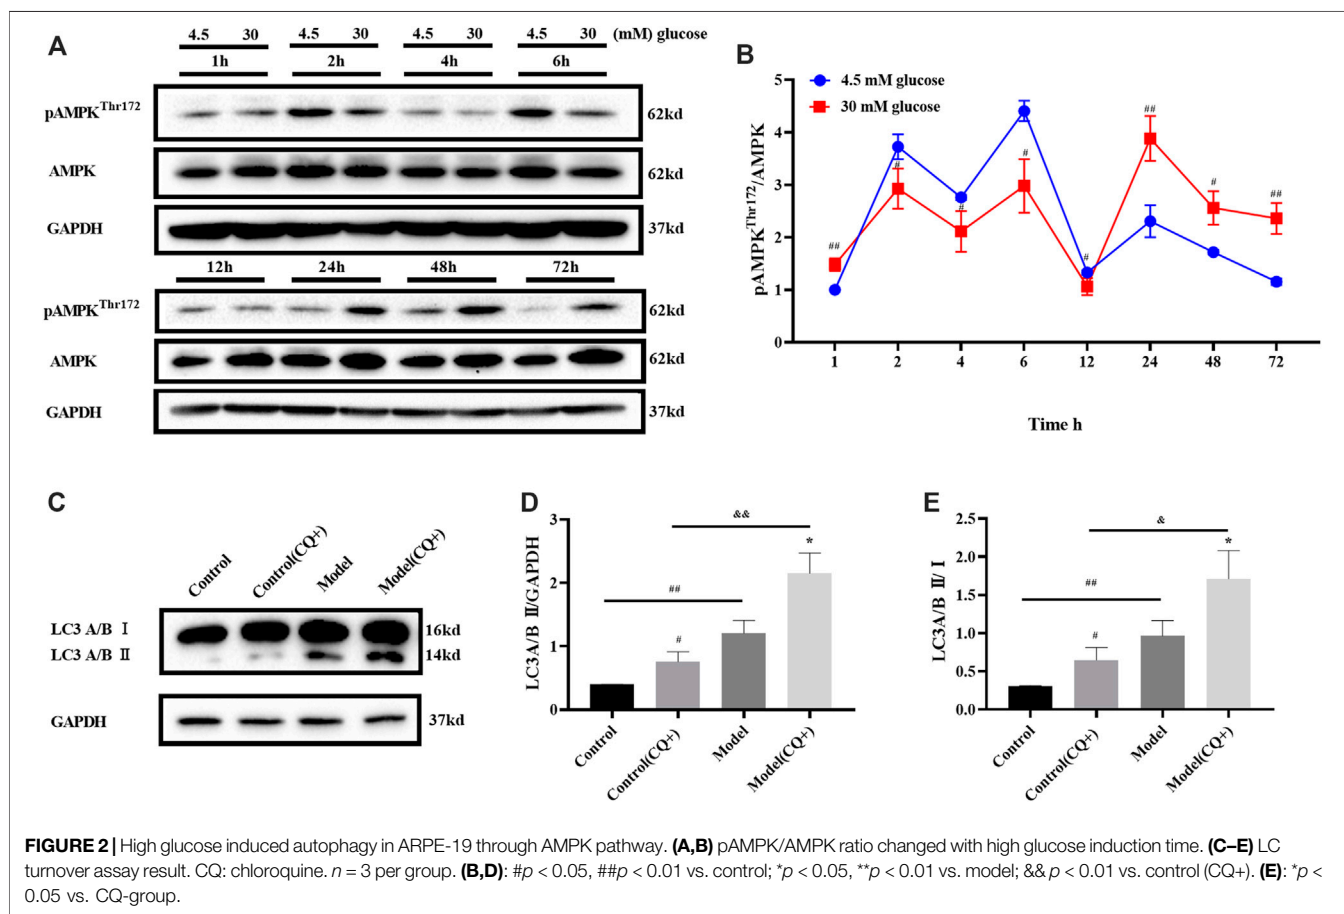 A
4.5 30 4.5 30 4.5 30 4.5 30 (mM) glucose
1h 2h 4h 6h
pAMPKThr172 62kd
AMPK 62kd
GAPDH 37kd
12h 24h 48h 72h
pAMPKThr172 62kd
AMPK 62kd
GAPDH 37kd
B
4.5 mM glucose
30 mM glucose
pAMPKThr172/AMPK
5
4
3
2
1
0
## # # # # ## # ##
1 2 4 6 12 24 48 72
Time h
C
Control Control(CQ+) Model Model(CQ+)
LC3 A/B Ⅰ 16kd
LC3 A/B Ⅱ 14kd
GAPDH 37kd
D
LC3A/B Ⅱ/GAPDH
3
2
1
0
&&
*
##
#
Control Control(CQ+) Model Model(CQ+)
E
LC3A/B Ⅱ/Ⅰ
2.5
2.0
1.5
1.0
0.5
0.0
&
*
##
#
Control Control(CQ+) Model Model(CQ+)
FIGURE 2 | High glucose induced autophagy in ARPE-19 through AMPK pathway. (A,B) pAMPK/AMPK ratio changed with high glucose induction time. (C–E) LC
turnover assay result. CQ: chloroquine. n = 3 per group. (B,D): #p < 0.05, ##p < 0.01 vs. control; *p < 0.05, **p < 0.01 vs. model; && p < 0.01 vs. control (CQ+). (E): *p <
0.05 vs. CQ-group.